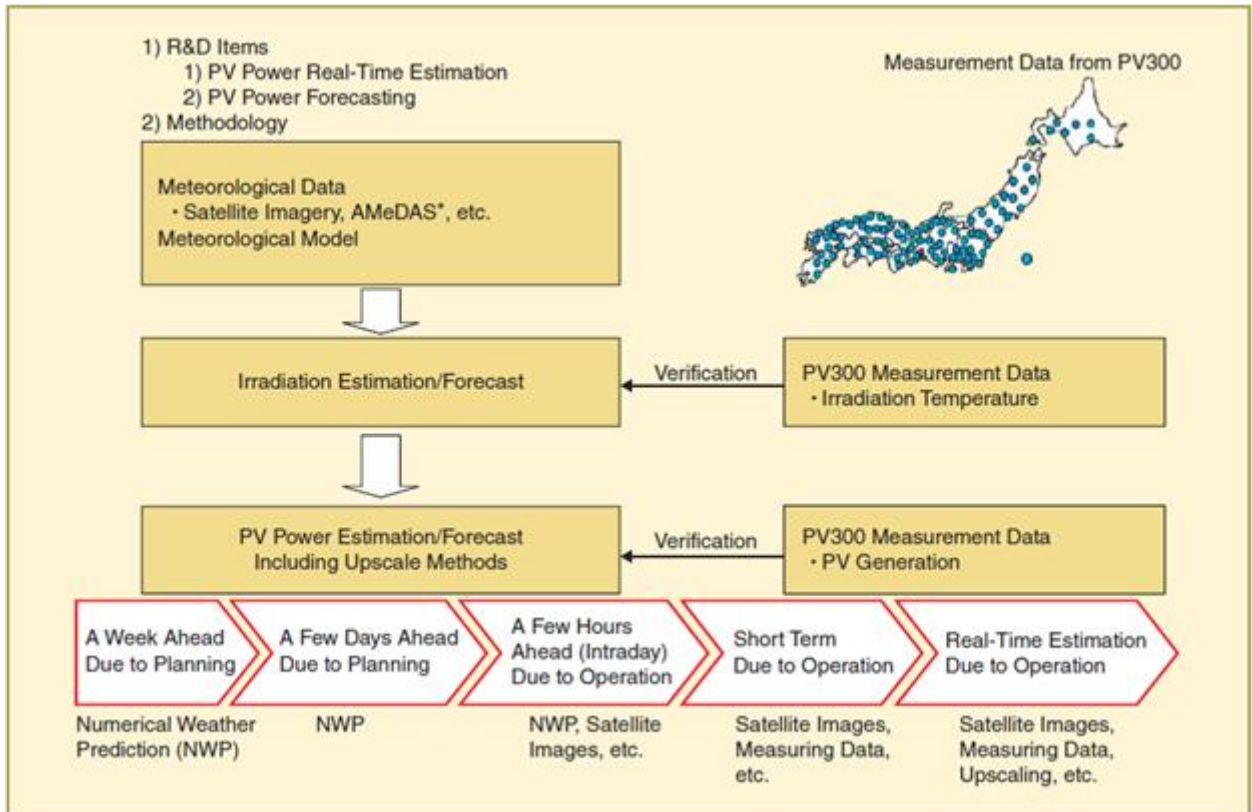 1) R&D Items
1) PV Power Real-Time Estimation
2) PV Power Forecasting
2) Methodology
Measurement Data from PV300
Meteorological Data
• Satellite Imagery, AMeDAS*, etc.
Meteorological Model
Irradiation Estimation/Forecast
Verification
PV300 Measurement Data
• Irradiation Temperature
PV Power Estimation/Forecast
Including Upscale Methods
Verification
PV300 Measurement Data
• PV Generation
A Week Ahead
Due to Planning
A Few Days Ahead
Due to Planning
A Few Hours
Ahead (Intraday)
Due to Operation
Short Term
Due to Operation
Real-Time Estimation
Due to Operation
Numerical Weather
Prediction (NWP)
NWP
NWP, Satellite
Images, etc.
Satellite Images,
Measuring Data,
etc.
Satellite Images,
Measuring Data,
Upscaling, etc.